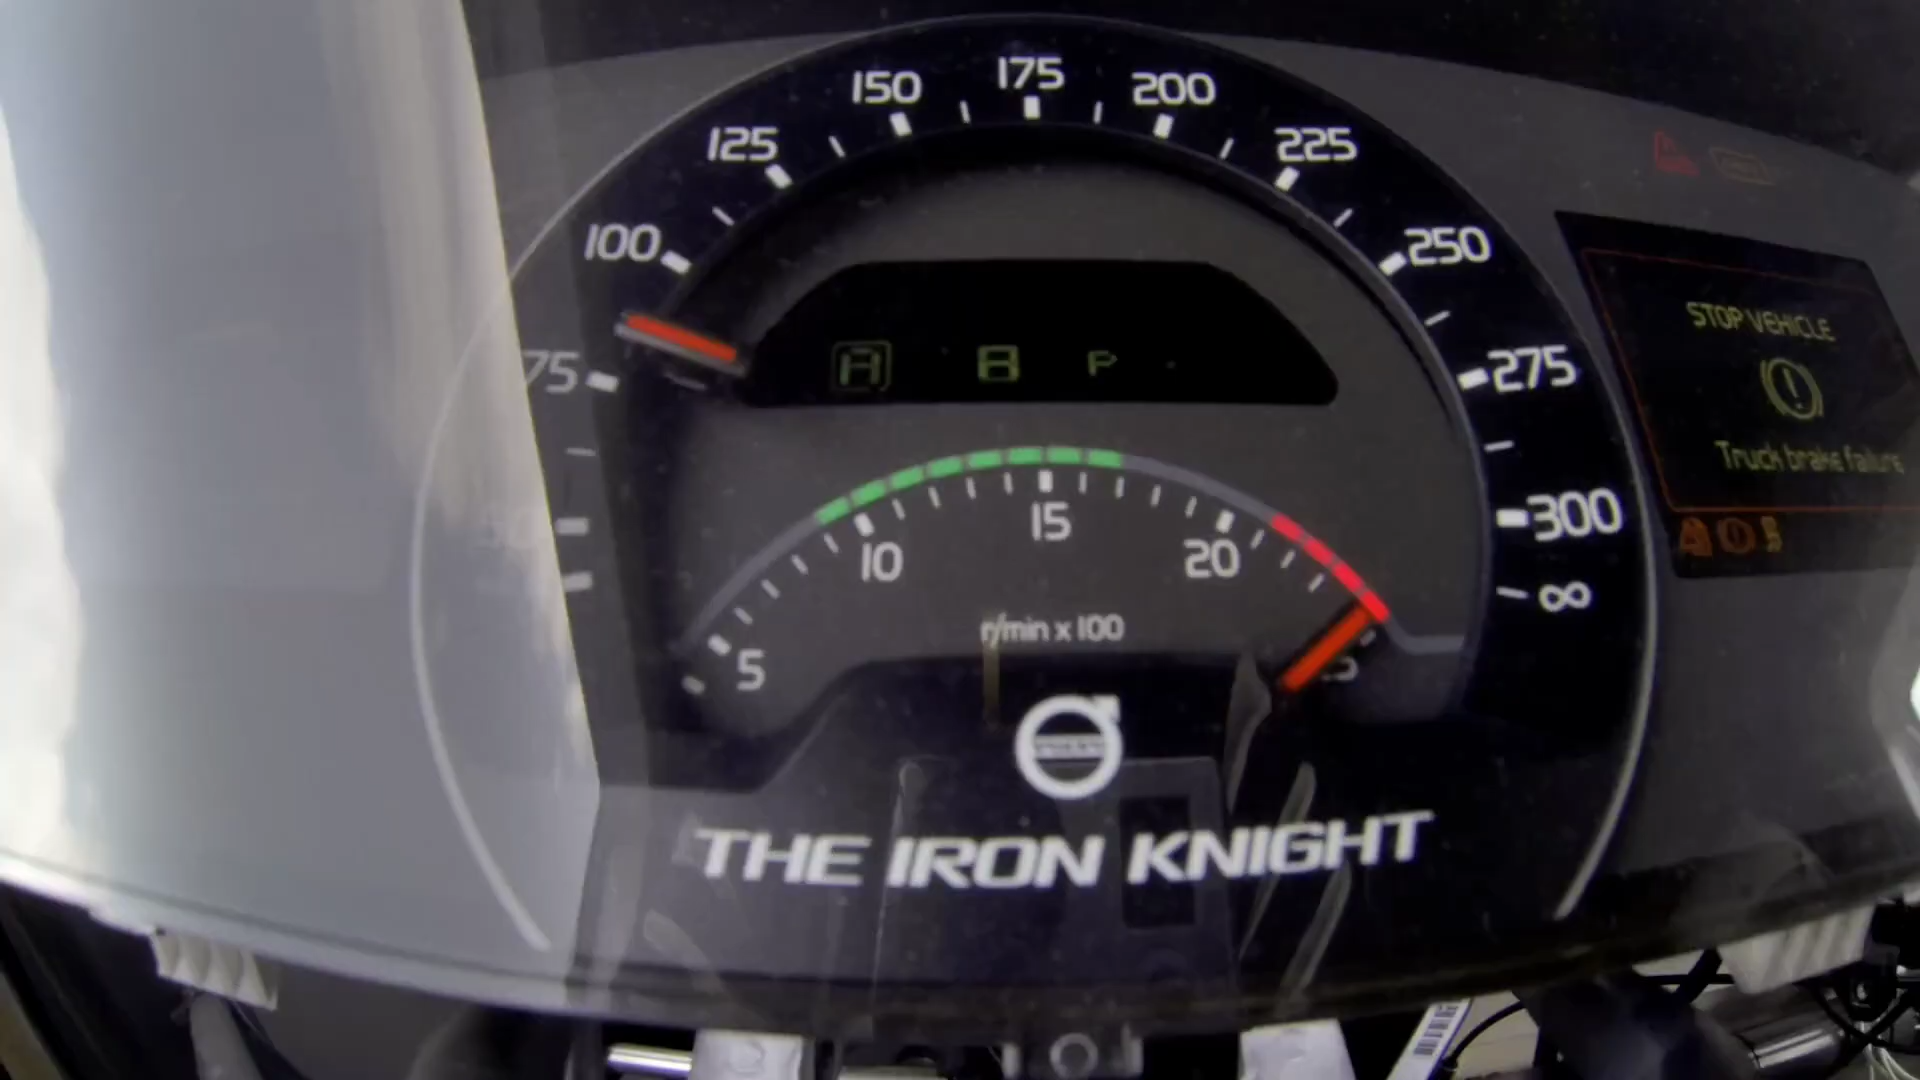 175
150
200
125
225
100
250
75
275
A 8 P
300
∞
5
10
15
20
r/min x 100
VOLVO
THE IRON KNIGHT
STOP VEHICLE
Truck brake failure